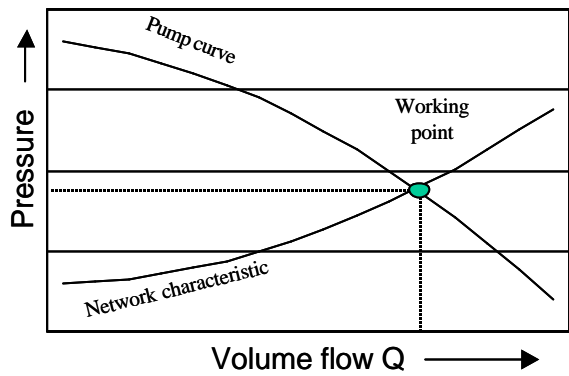 Pump curve
Working
point
Pressure
Network characteristic
Volume flow Q